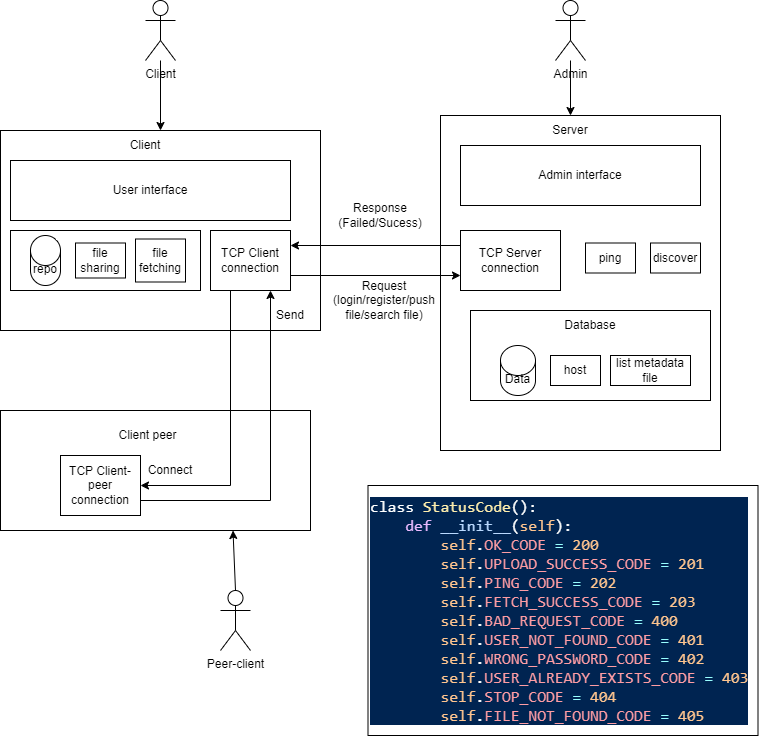 Client
Admin
Client
User interface
repo
file
sharing
file
fetching
TCP Client
connection
Response
(Failed/Sucess)
Request
(login/register/push
file/search file)
Send
Server
Admin interface
TCP Server
connection
ping
discover
Database
Data
host
list metadata
file
Client peer
TCP Client-
peer
connection
Connect
Peer-client
class StatusCode():
def __init__(self):
self.OK_CODE = 200
self.UPLOAD_SUCCESS_CODE = 201
self.PING_CODE = 202
self.FETCH_SUCCESS_CODE = 203
self.BAD_REQUEST_CODE = 400
self.USER_NOT_FOUND_CODE = 401
self.WRONG_PASSWORD_CODE = 402
self.USER_ALREADY_EXISTS_CODE = 403
self.STOP_CODE = 404
self.FILE_NOT_FOUND_CODE = 405